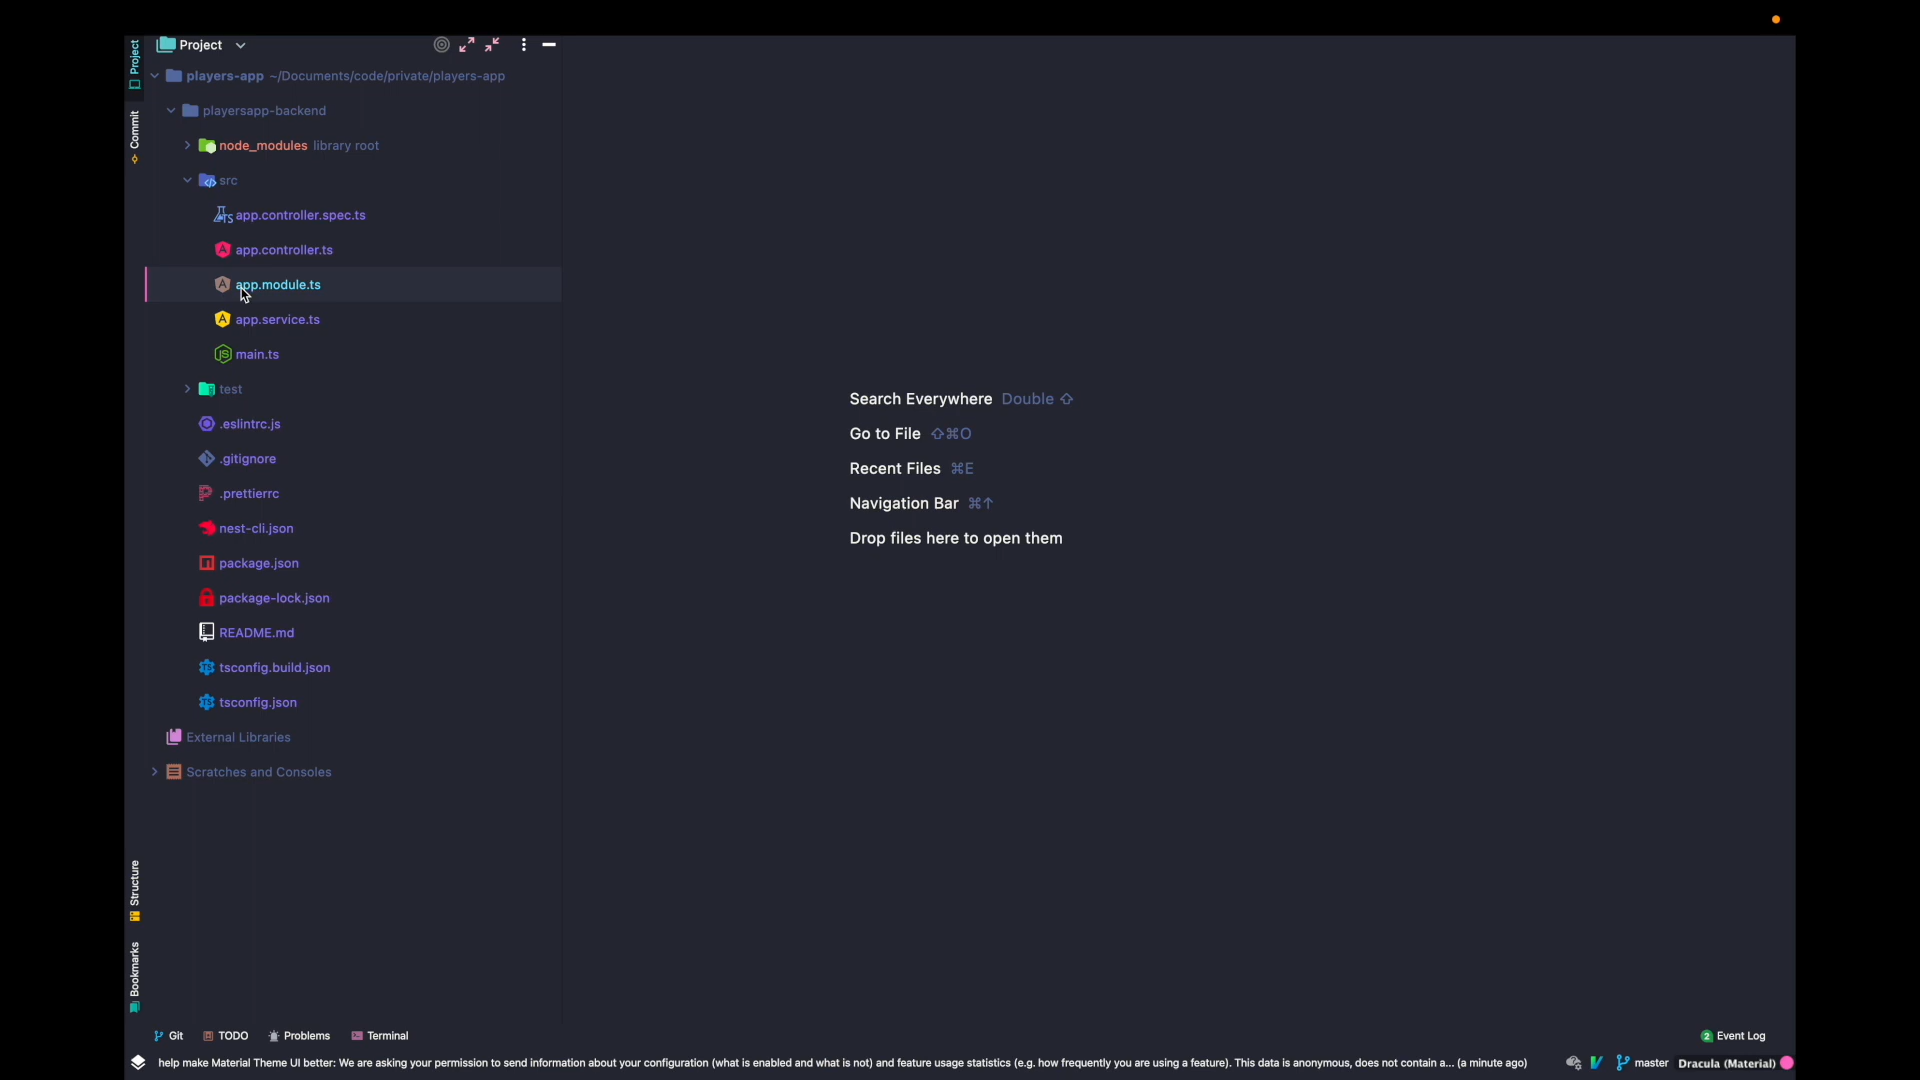 Project
Project
Commit
players-app ~/Documents/code/private/players-app
playersapp-backend
node_modules library root
src
app.controller.spec.ts
app.controller.ts
app.module.ts
app.service.ts
main.ts
test
.eslintrc.js
.gitignore
.prettierrc
nest-cli.json
package.json
package-lock.json
README.md
tsconfig.build.json
tsconfig.json
External Libraries
Scratches and Consoles
Structure
Bookmarks
Search Everywhere Double ⇧
Go to File ⇧⌘O
Recent Files ⌘E
Navigation Bar ⌘↑
Drop files here to open them
Git TODO Problems Terminal 2 Event Log
help make Material Theme UI better: We are asking your permission to send information about your configuration (what is enabled and what is not) and feature usage statistics (e.g. how frequently you are using a feature). This data is anonymous, does not contain a... (a minute ago) master Dracula (Material)